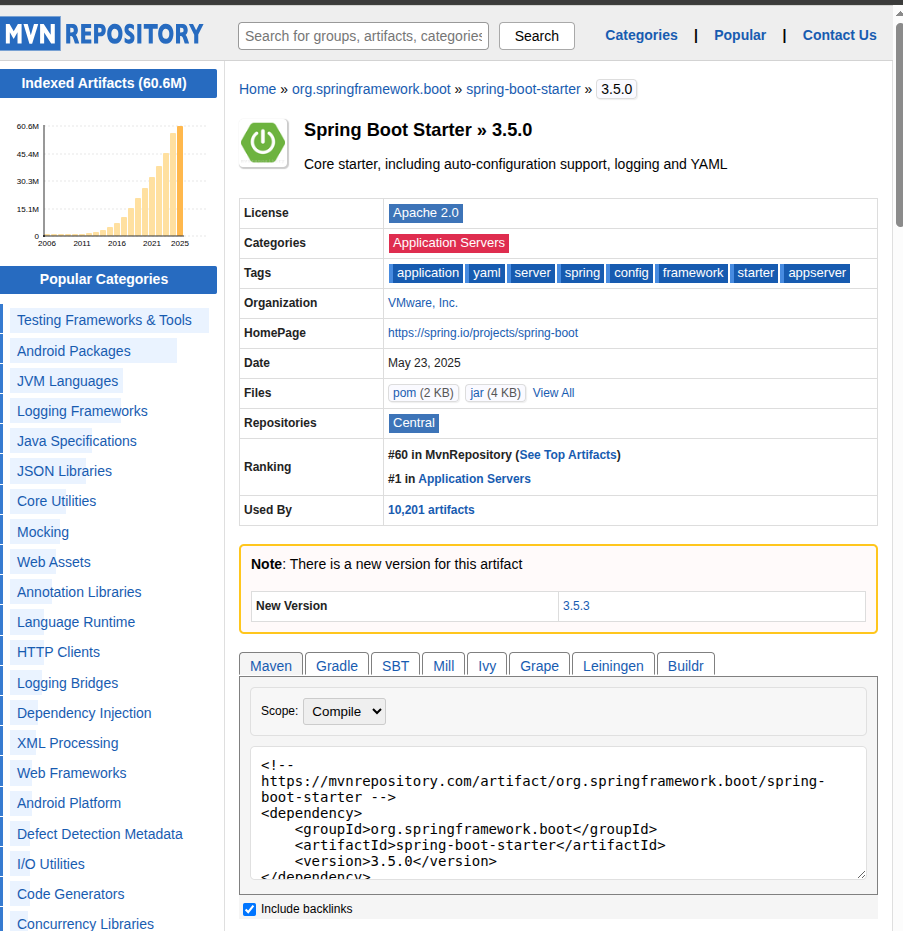 MVN REPOSITORY
Search for groups, artifacts, categories
Search
Categories | Popular | Contact Us
Indexed Artifacts (60.6M)
60.6M
45.4M
30.3M
15.1M
0
2006 2011 2016 2021 2025
Popular Categories
Testing Frameworks & Tools
Android Packages
JVM Languages
Logging Frameworks
Java Specifications
JSON Libraries
Core Utilities
Mocking
Web Assets
Annotation Libraries
Language Runtime
HTTP Clients
Logging Bridges
Dependency Injection
XML Processing
Web Frameworks
Android Platform
Defect Detection Metadata
I/O Utilities
Code Generators
Concurrency Libraries
Home » org.springframework.boot » spring-boot-starter » 3.5.0
Spring Boot Starter » 3.5.0
Core starter, including auto-configuration support, logging and YAML
License Apache 2.0
Categories Application Servers
Tags application yaml server spring config framework starter appserver
Organization VMware, Inc.
HomePage https://spring.io/projects/spring-boot
Date May 23, 2025
Files pom (2 KB) jar (4 KB) View All
Repositories Central
Ranking #60 in MvnRepository (See Top Artifacts)
#1 in Application Servers
Used By 10,201 artifacts
Note: There is a new version for this artifact
New Version 3.5.3
Maven Gradle SBT Mill Ivy Grape Leiningen Buildr
Scope: Compile
<!--
https://mvnrepository.com/artifact/org.springframework.boot/spring-
boot-starter -->
<dependency>
    <groupId>org.springframework.boot</groupId>
    <artifactId>spring-boot-starter</artifactId>
    <version>3.5.0</version>
</dependency>
Include backlinks